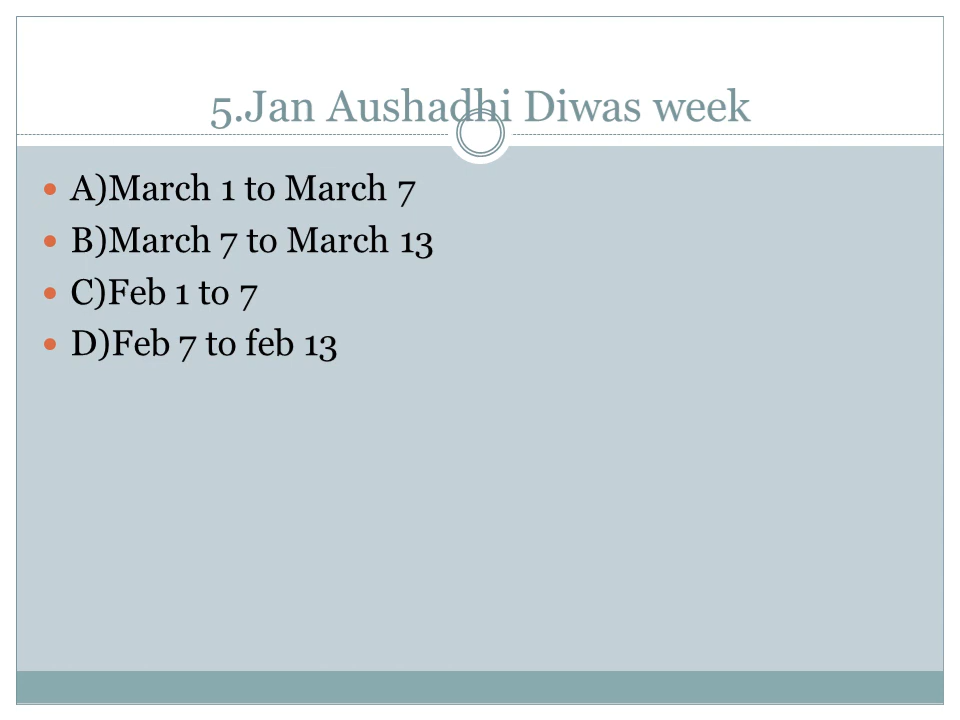 5.Jan Aushadhi Diwas week
A)March 1 to March 7
B)March 7 to March 13
C)Feb 1 to 7
D)Feb 7 to feb 13